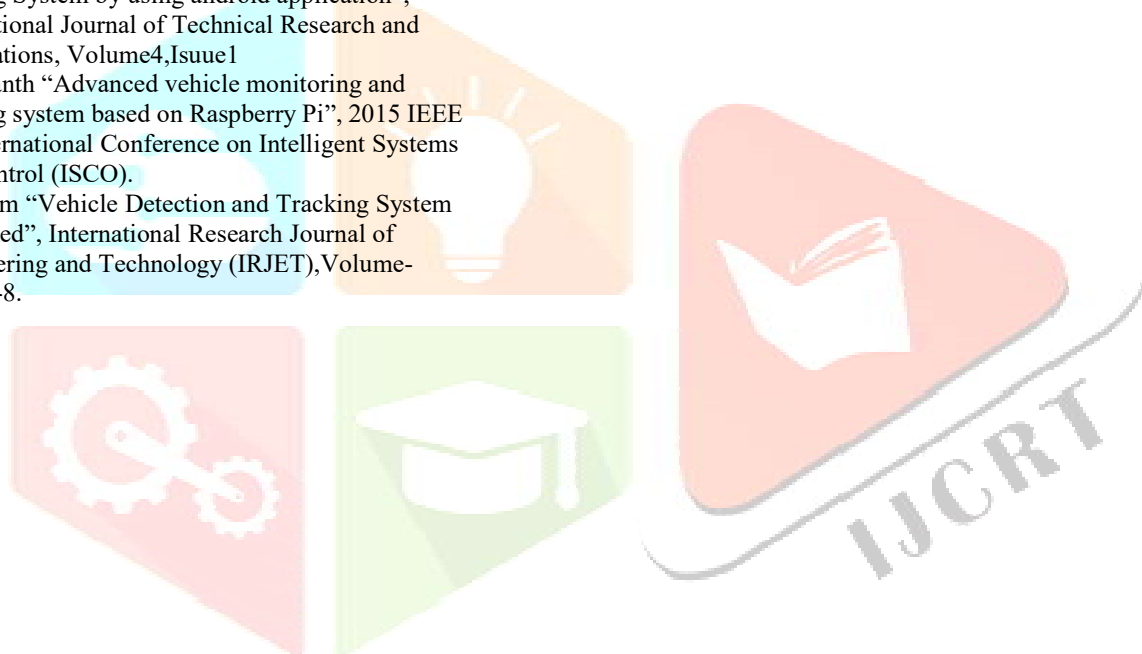 g System by using android application",
tional Journal of Technical Research and
ations, Volume4,Isuue1
anth “Advanced vehicle monitoring and
g system based on Raspberry Pi”, 2015 IEEE
ernational Conference on Intelligent Systems
ntrol (ISCO).
m “Vehicle Detection and Tracking System
ed”, International Research Journal of
ering and Technology (IRJET),Volume-
-8.
IJCRT